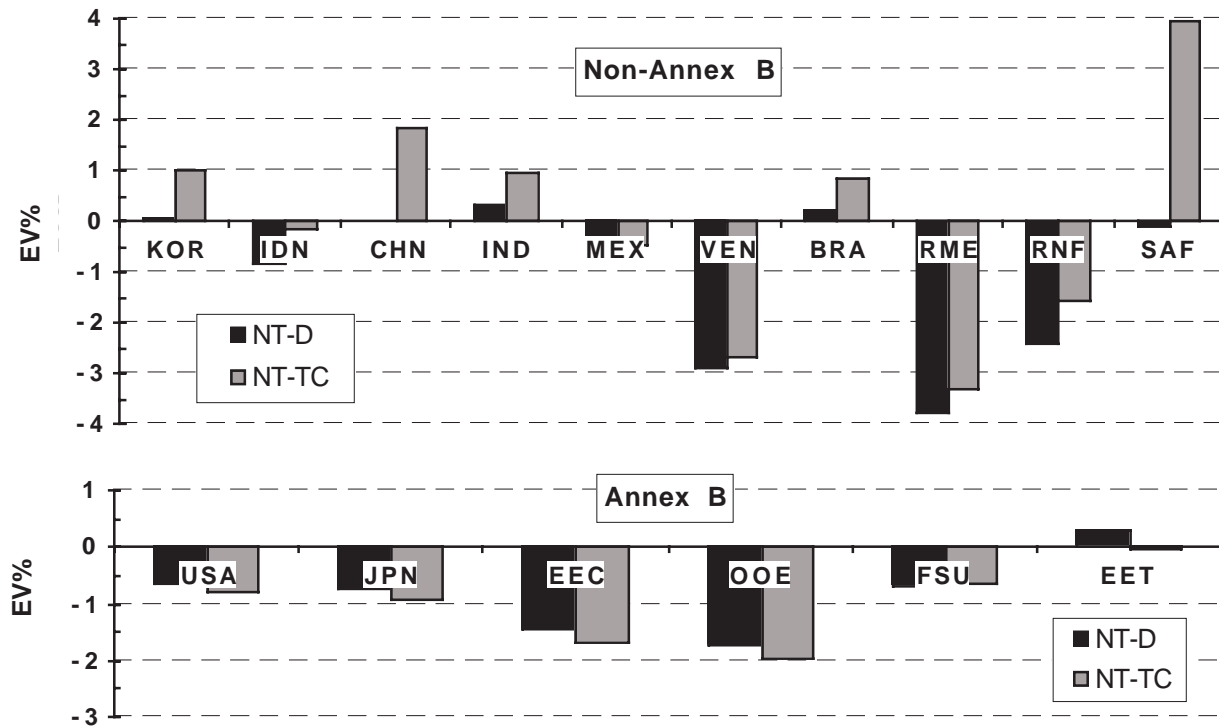 4
Non-Annex B
3
2
1
0
EV%
KOR IDN CHN IND MEX VEN BRA RME RNF SAF
-1
-2
NT-D
NT-TC
-3
-4
1
Annex B
0
EV%
USA JPN EEC OOE FSU EET
-1
NT-D
NT-TC
-2
-3